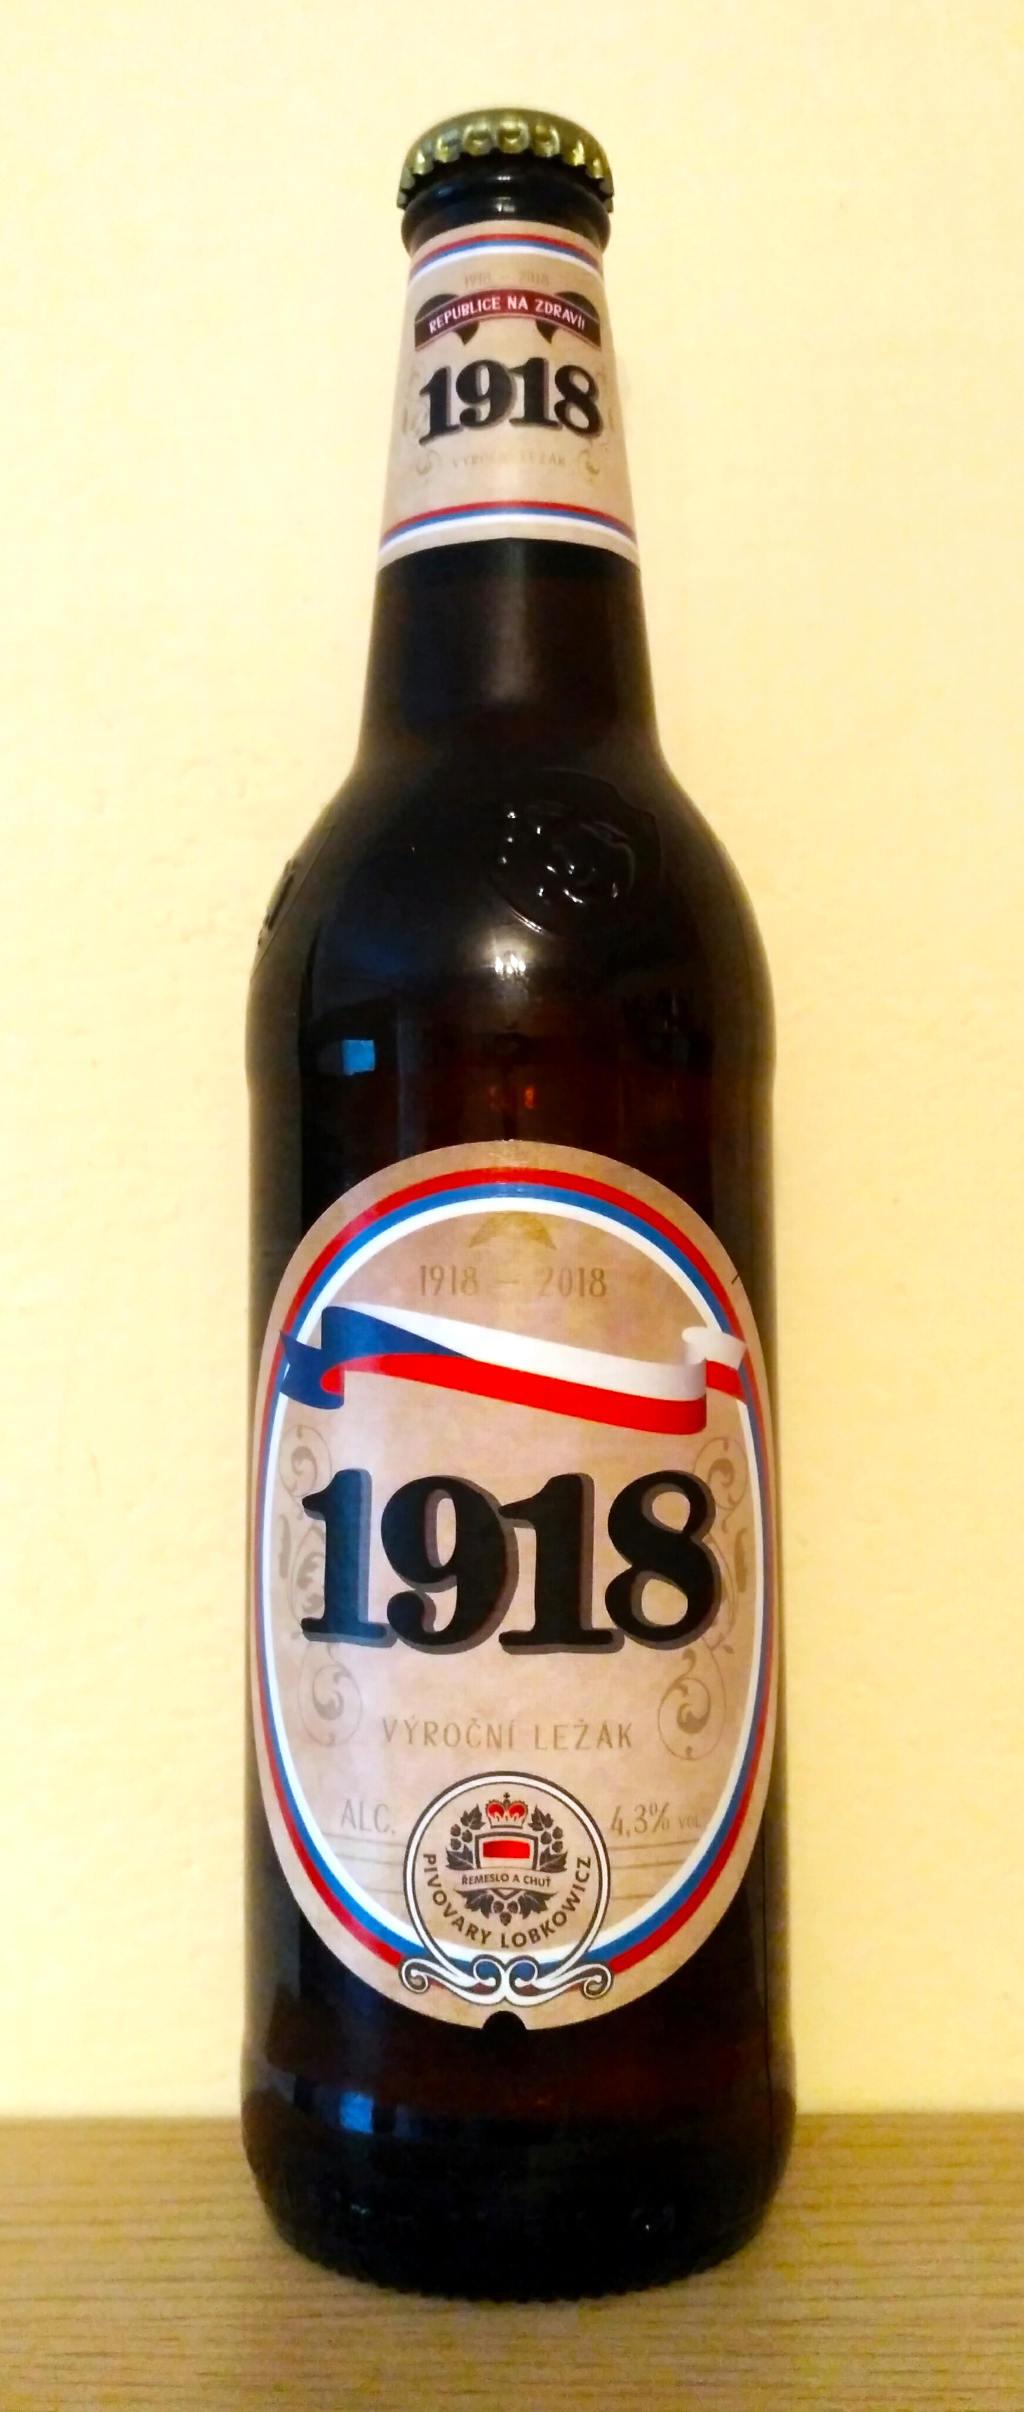 1918 - 2018
REPUBLICE NA ZDRAVÍ!
1918
VÝROČNÍ LEŽÁK
1918 – 2018
1918
VÝROČNÍ LEŽÁK
ALC. 4,3% VOL.
ŘEMESLO A CHUŤ
PIVOVARY LOBKOWICZ